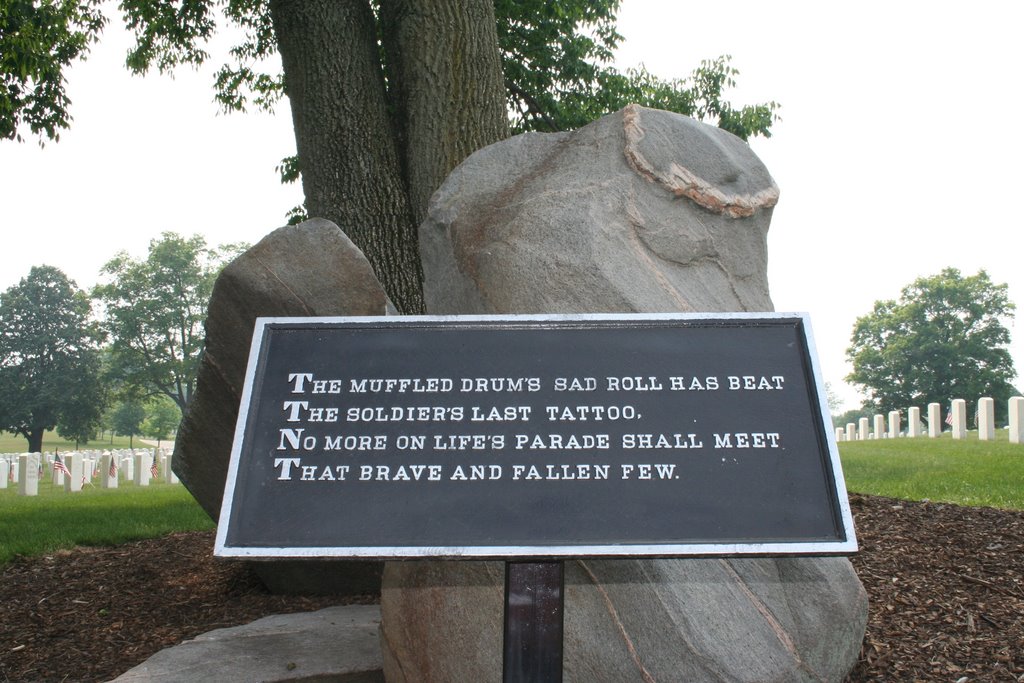 THE MUFFLED DRUM'S SAD ROLL HAS BEAT
THE SOLDIER'S LAST TATTOO.
NO MORE ON LIFE'S PARADE SHALL MEET
THAT BRAVE AND FALLEN FEW.